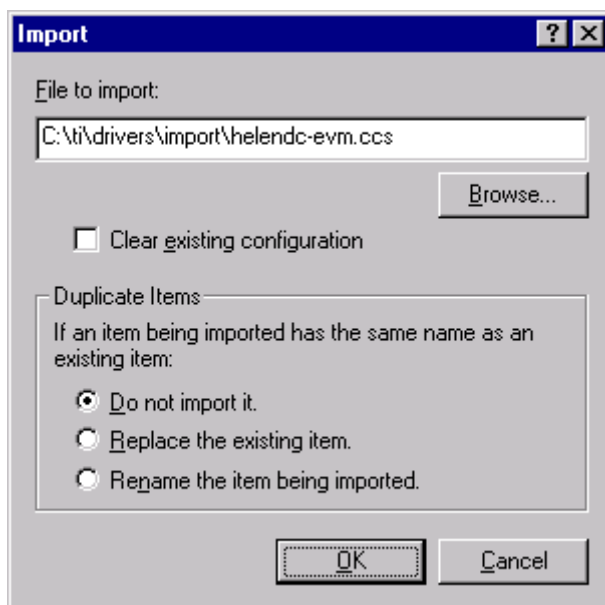 Import
File to import:
C:\ti\drivers\import\helendc-evm.ccs
Browse...
Clear existing configuration
Duplicate Items
If an item being imported has the same name as an
existing item:
Do not import it.
Replace the existing item.
Rename the item being imported.
OK
Cancel